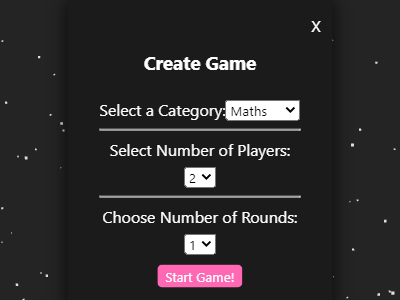 X
Create Game
Select a Category: Maths
Select Number of Players:
2
Choose Number of Rounds:
1
Start Game!